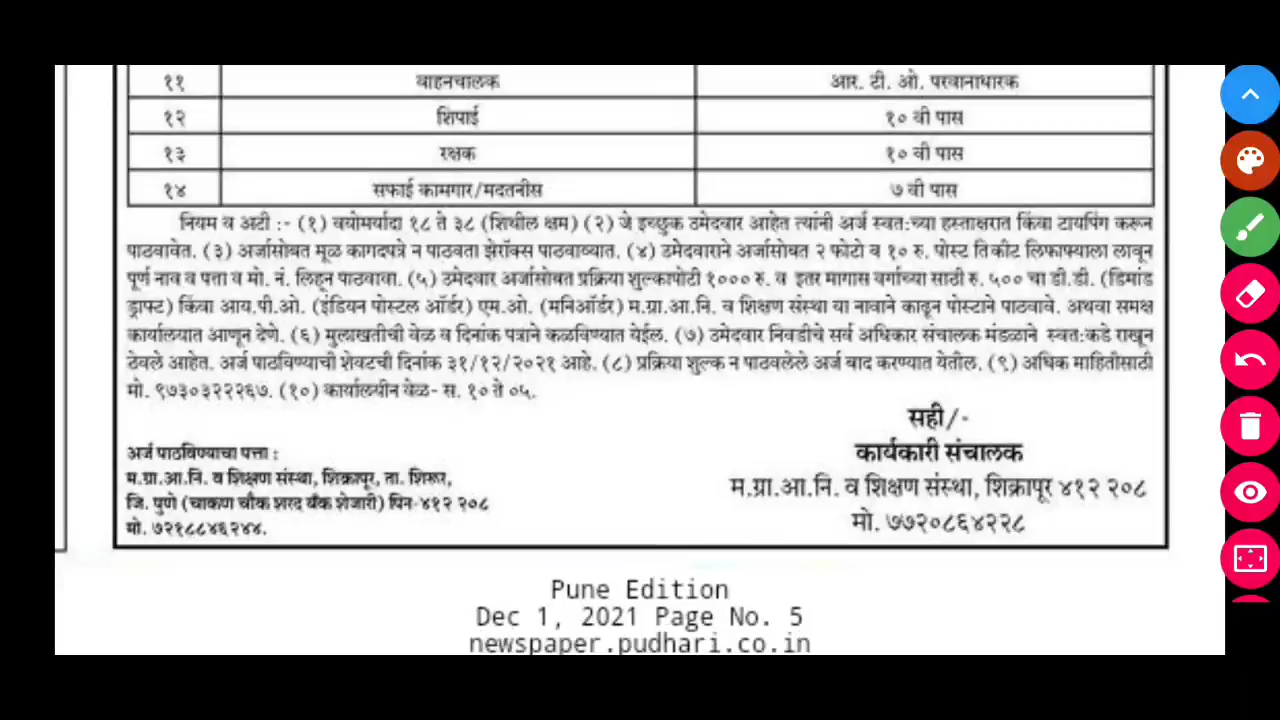 ११ वाहनचालक आर. टी. ओ. परवानाधारक
१२ शिपाई १० वी पास
१३ रक्षक १० वी पास
१४ सफाई कामगार/मदतनीस ७ वी पास
नियम व अटी :- (१) वयोमर्यादा १८ ते ३८ (शिथील क्षम) (२) जे इच्छुक उमेदवार आहेत त्यांनी अर्ज स्वत:च्या हस्ताक्षरात किंवा टायपिंग करून
पाठवावेत. (३) अर्जासोबत मूळ कागदपत्रे न पाठवता झेरॉक्स पाठवाव्यात. (४) उमेदवाराने अर्जासोबत २ फोटो व १० रु. पोस्ट तिकीट लिफाफ्याला लावून
पूर्ण नाव व पत्ता व मो. नं. लिहून पाठवावा. (५) उमेदवार अर्जासोबत प्रक्रिया शुल्कापोटी १००० रु. व इतर मागास वर्गाच्या साठी रु. ५०० चा डी.डी. (डिमांड
ड्राफ्ट) किंवा आय.पी.ओ. (इंडियन पोस्टल ऑर्डर) एम.ओ. (मनिऑर्डर) म.ग्रा.आ.नि. व शिक्षण संस्था या नावाने काढून पोस्टाने पाठवावे. अथवा समक्ष
कार्यालयात आणून देणे. (६) मुलाखतीची वेळ व दिनांक पत्राने कळविण्यात येईल. (७) उमेदवार निवडीचे सर्व अधिकार संचालक मंडळाने स्वत:कडे राखून
ठेवले आहेत. अर्ज पाठविण्याची शेवटची दिनांक ३१/१२/२०२१ आहे. (८) प्रक्रिया शुल्क न पाठवलेले अर्ज बाद करण्यात येतील. (९) अधिक माहितीसाठी
मो. ९७३०३२२२६७. (१०) कार्यालयीन वेळ- स. १० ते ०५.
सही/-
कार्यकारी संचालक
म.ग्रा.आ.नि. व शिक्षण संस्था, शिक्रापूर ४१२ २०८
मो. ७७२०८६४२२८
अर्ज पाठविण्याचा पत्ता :
म.ग्रा.आ.नि. व शिक्षण संस्था, शिक्रापूर, ता. शिरूर,
जि. पुणे (चाकण चौक शरद बँक शेजारी) पिन-४१२ २०८
मो. ७२१८८४६२४४.
Pune Edition
Dec 1, 2021 Page No. 5
newspaper.pudhari.co.in